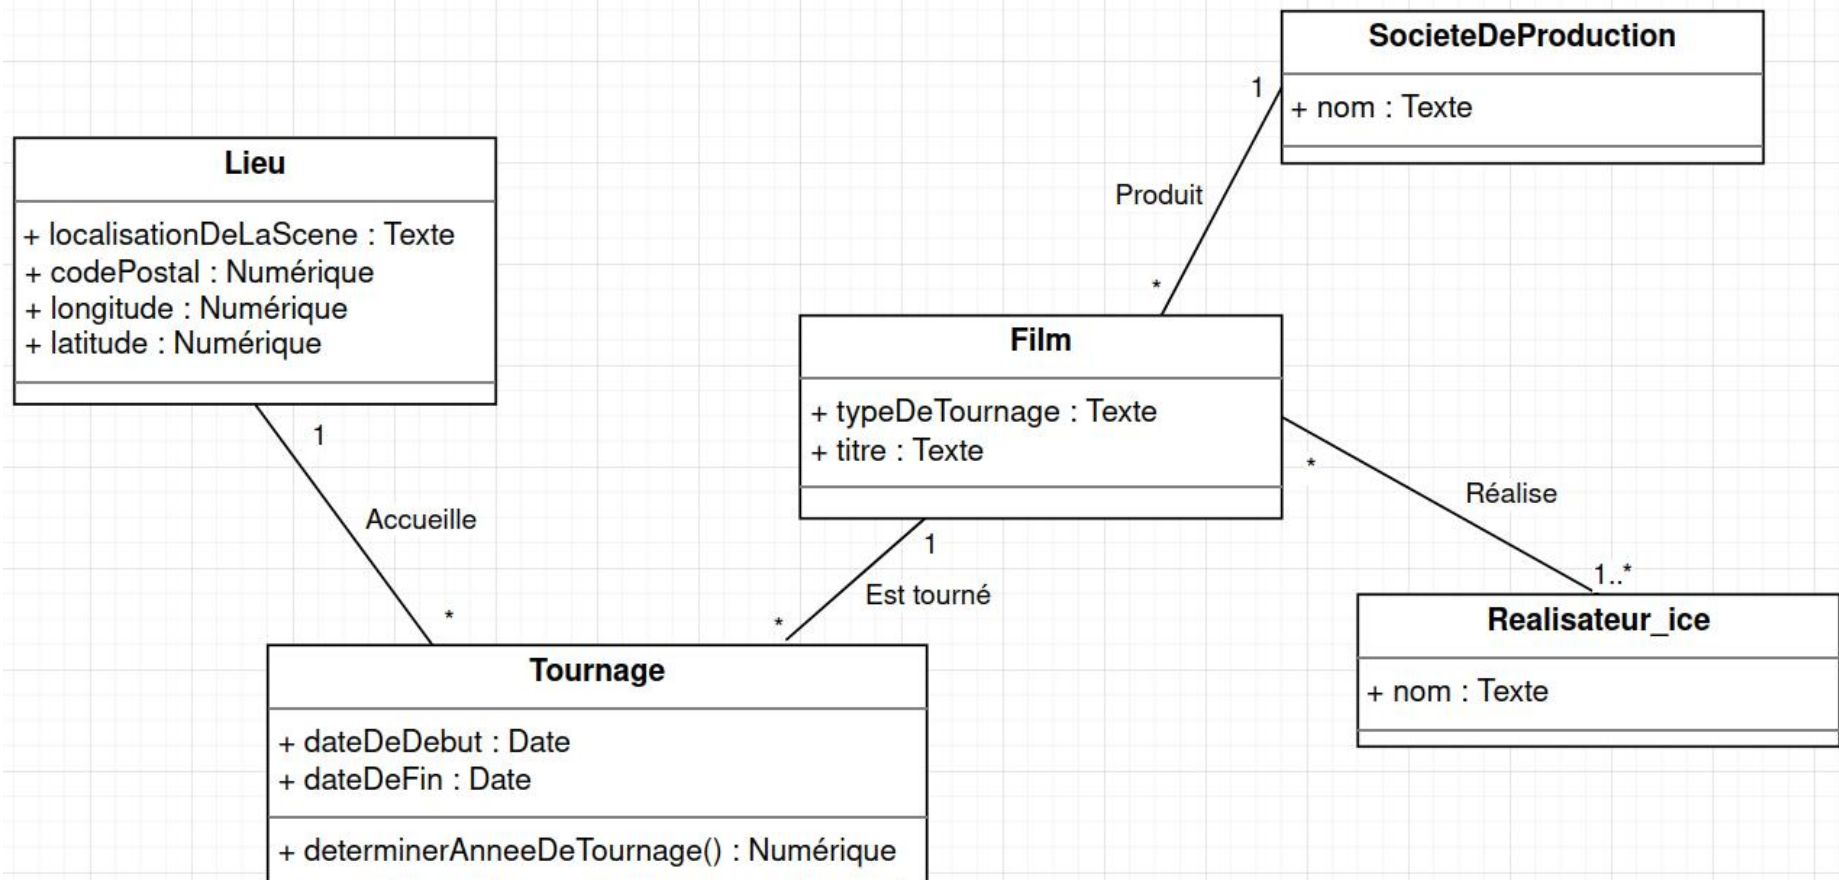 SocieteDeProduction
1
+ nom : Texte
Lieu
Produit
+ localisationDeLaScene : Texte
+ codePostal : Numérique
+ longitude : Numérique
+ latitude : Numérique
*
Film
+ typeDeTournage : Texte
+ titre : Texte
1
*
Réalise
Accueille
1
1..*
Est tourné
*
*
Realisateur_ice
+ nom : Texte
Tournage
+ dateDeDebut : Date
+ dateDeFin : Date
+ determinerAnneeDeTournage() : Numérique